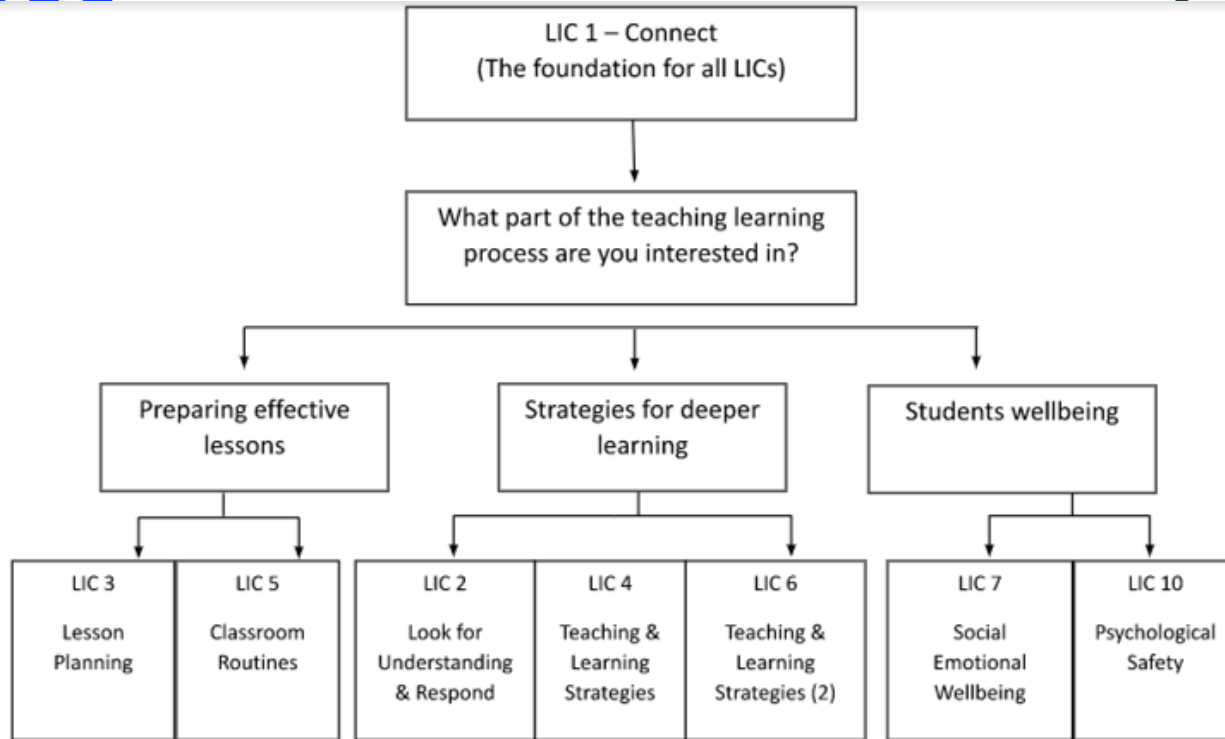 LIC 1 – Connect
(The foundation for all LICs)
What part of the teaching learning
process are you interested in?
Preparing effective
lessons
Strategies for deeper
learning
Students wellbeing
LIC 3
Lesson
Planning
LIC 5
Classroom
Routines
LIC 2
Look for
Understanding
& Respond
LIC 4
Teaching &
Learning
Strategies
LIC 6
Teaching &
Learning
Strategies (2)
LIC 7
Social
Emotional
Wellbeing
LIC 10
Psychological
Safety